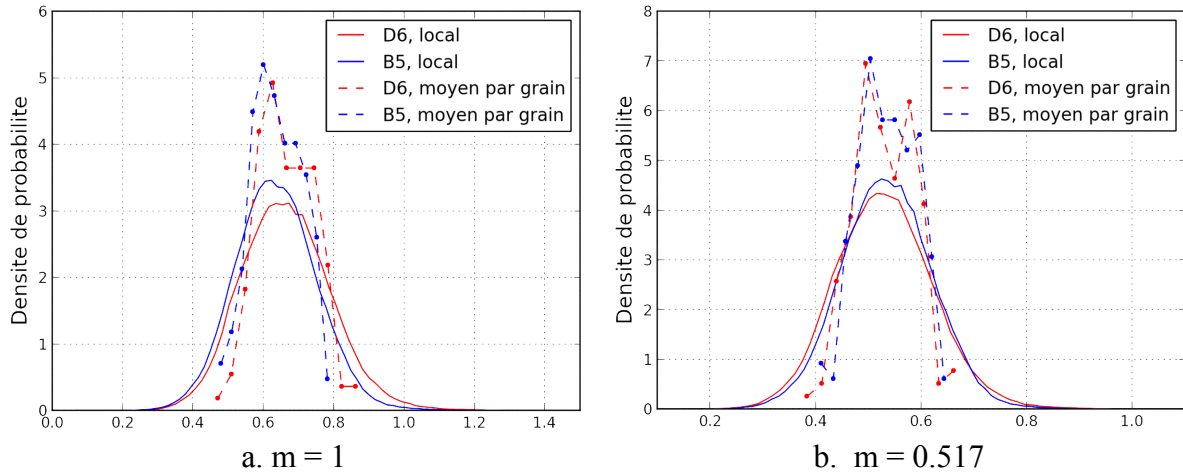 6
5
4
3
2
1
0
Densite de probabilite
0.0 0.2 0.4 0.6 0.8 1.0 1.2 1.4
D6, local
B5, local
D6, moyen par grain
B5, moyen par grain
a. m = 1
8
7
6
5
4
3
2
1
0
Densite de probabilite
0.2 0.4 0.6 0.8 1.0
D6, local
B5, local
D6, moyen par grain
B5, moyen par grain
b. m = 0.517